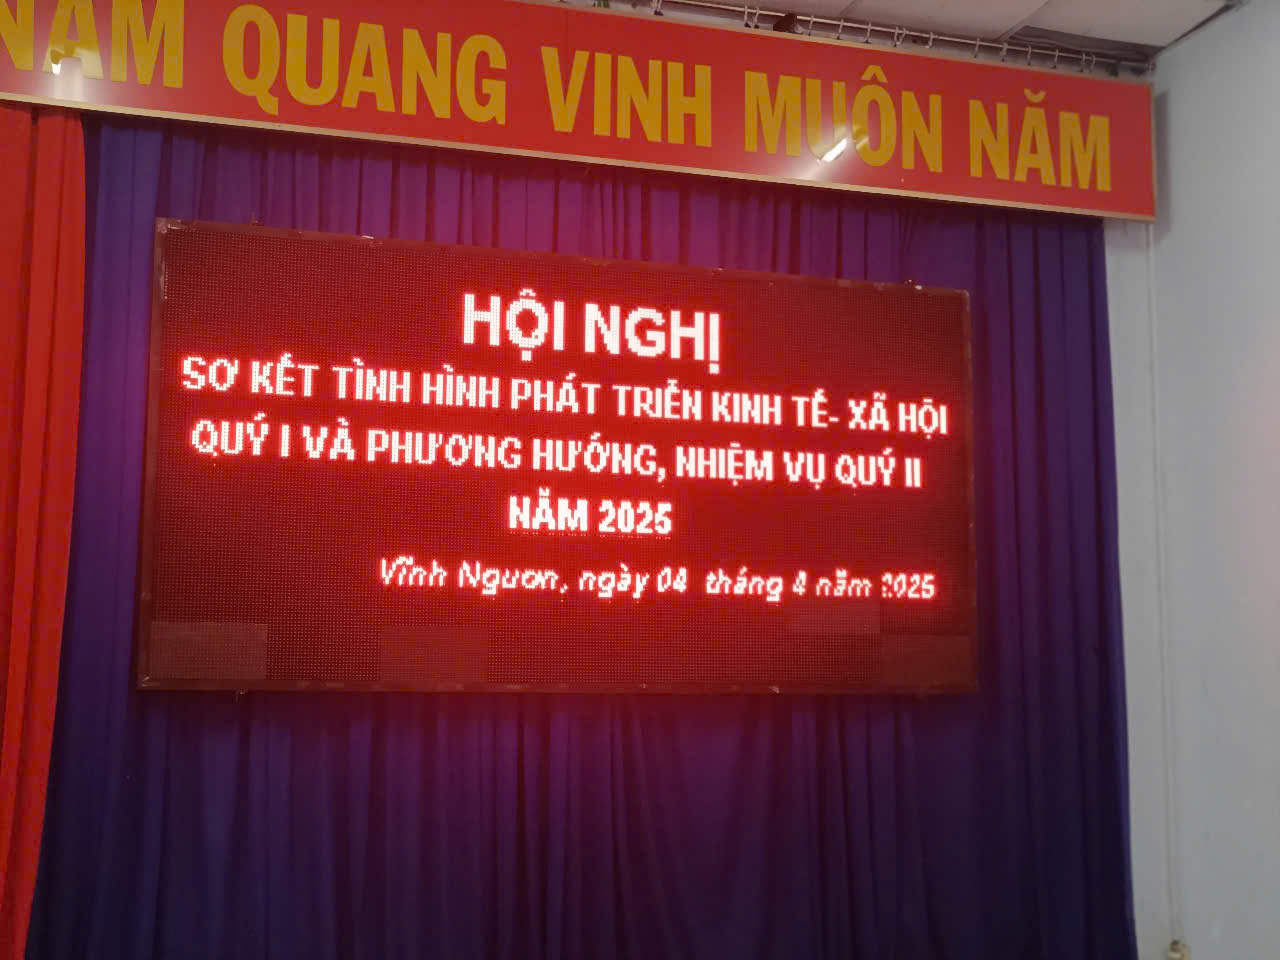 NAM QUANG VINH MUÔN NĂM
HỘI NGHỊ
SƠ KẾT TÌNH HÌNH PHÁT TRIỂN KINH TẾ- XÃ HỘI
QUÝ I VÀ PHƯƠNG HƯỚNG, NHIỆM VỤ QUÝ II
NĂM 2025
Vĩnh Nguơn, ngày 04 tháng 4 năm 2025